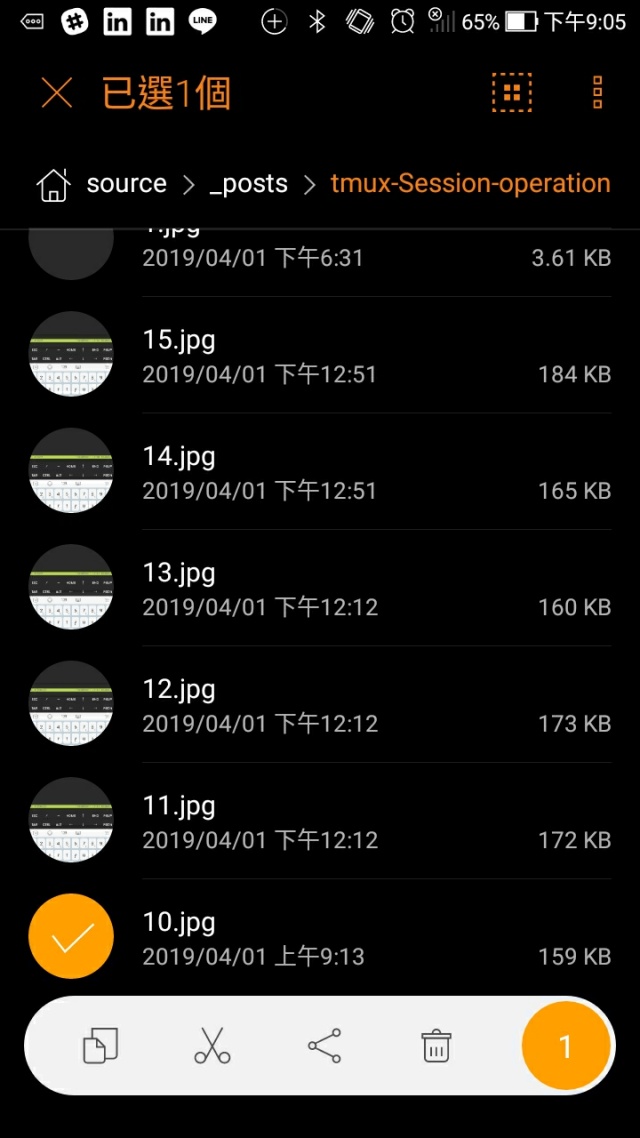 LINE
65%
下午9:05
已選1個
source > _posts > tmux-Session-operation
2019/04/01 下午6:31
3.61 KB
15.jpg
2019/04/01 下午12:51
184 KB
14.jpg
2019/04/01 下午12:51
165 KB
13.jpg
2019/04/01 下午12:12
160 KB
12.jpg
2019/04/01 下午12:12
173 KB
11.jpg
2019/04/01 下午12:12
172 KB
10.jpg
2019/04/01 上午9:13
159 KB
1